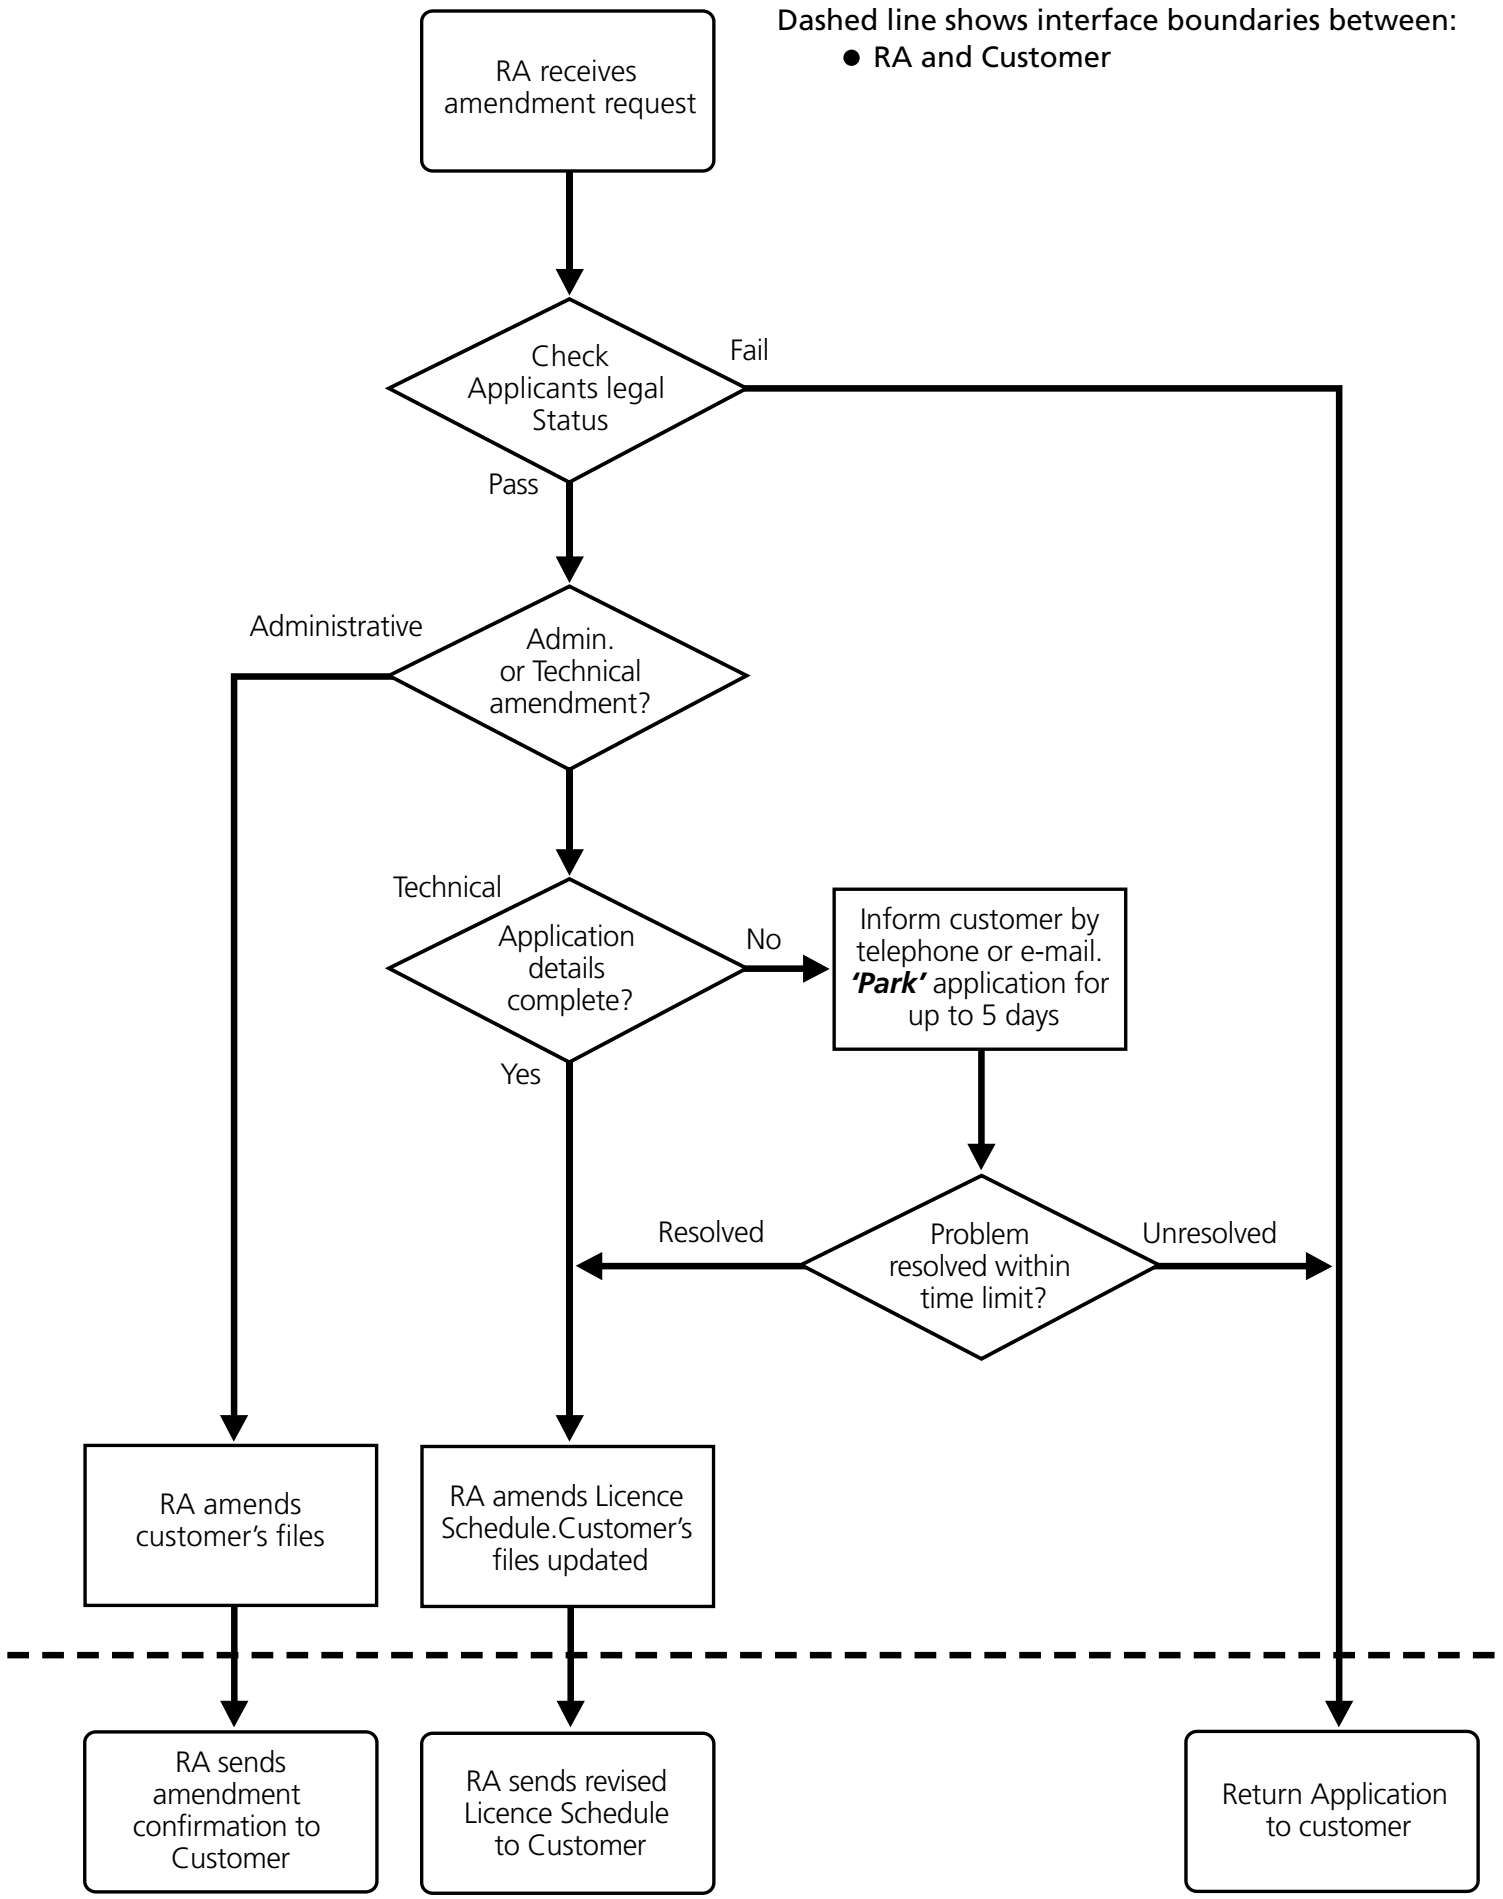 Dashed line shows interface boundaries between:
● RA and Customer
RA receives
amendment request
Check
Applicants legal
Status
Fail
Pass
Administrative
Admin.
or Technical
amendment?
Technical
Application
details
complete?
No
Inform customer by
telephone or e-mail.
‘Park’ application for
up to 5 days
Yes
Resolved
Problem
resolved within
time limit?
Unresolved
RA amends
customer’s files
RA amends Licence
Schedule.Customer’s
files updated
RA sends
amendment
confirmation to
Customer
RA sends revised
Licence Schedule
to Customer
Return Application
to customer